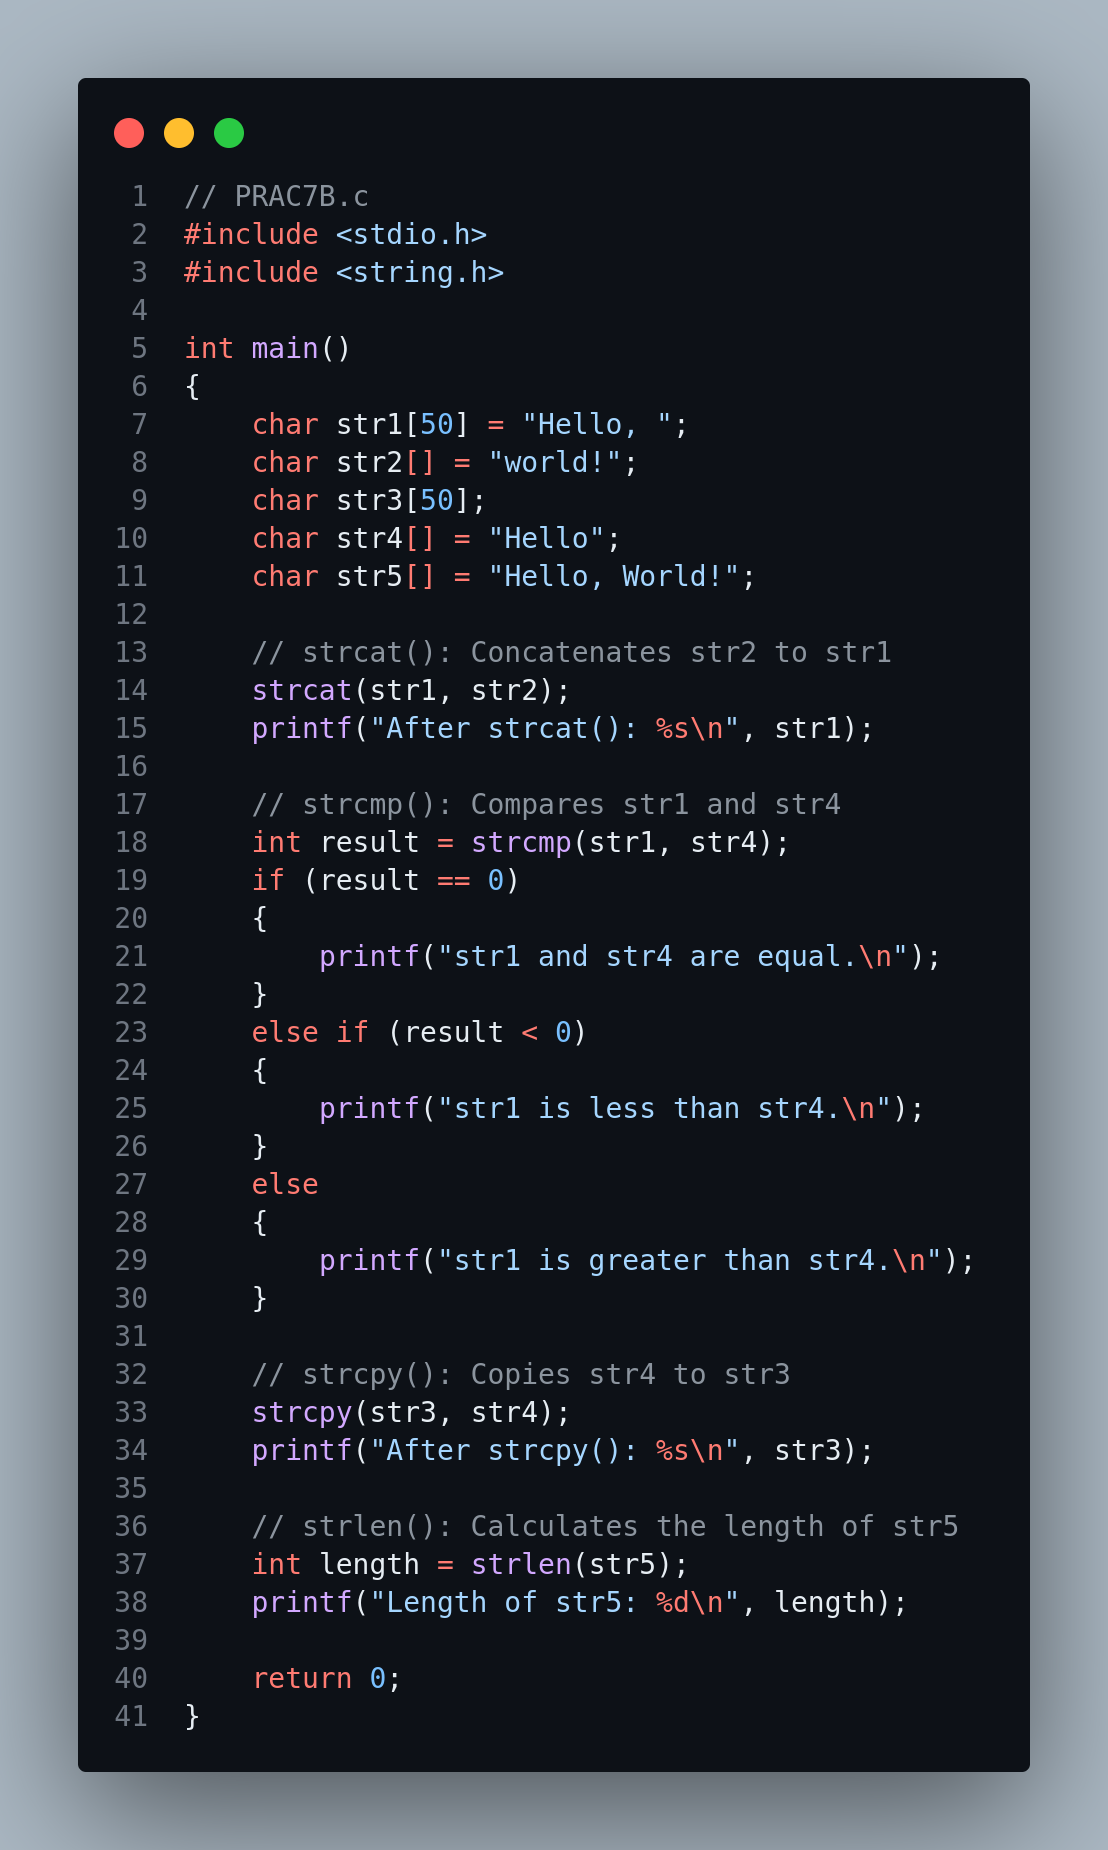 1 // PRAC7B.c
2 #include <stdio.h>
3 #include <string.h>
4
5 int main()
6 {
7     char str1[50] = "Hello, ";
8     char str2[] = "world!";
9     char str3[50];
10     char str4[] = "Hello";
11     char str5[] = "Hello, World!";
12
13     // strcat(): Concatenates str2 to str1
14     strcat(str1, str2);
15     printf("After strcat(): %s\n", str1);
16
17     // strcmp(): Compares str1 and str4
18     int result = strcmp(str1, str4);
19     if (result == 0)
20     {
21         printf("str1 and str4 are equal.\n");
22     }
23     else if (result < 0)
24     {
25         printf("str1 is less than str4.\n");
26     }
27     else
28     {
29         printf("str1 is greater than str4.\n");
30     }
31
32     // strcpy(): Copies str4 to str3
33     strcpy(str3, str4);
34     printf("After strcpy(): %s\n", str3);
35
36     // strlen(): Calculates the length of str5
37     int length = strlen(str5);
38     printf("Length of str5: %d\n", length);
39
40     return 0;
41 }